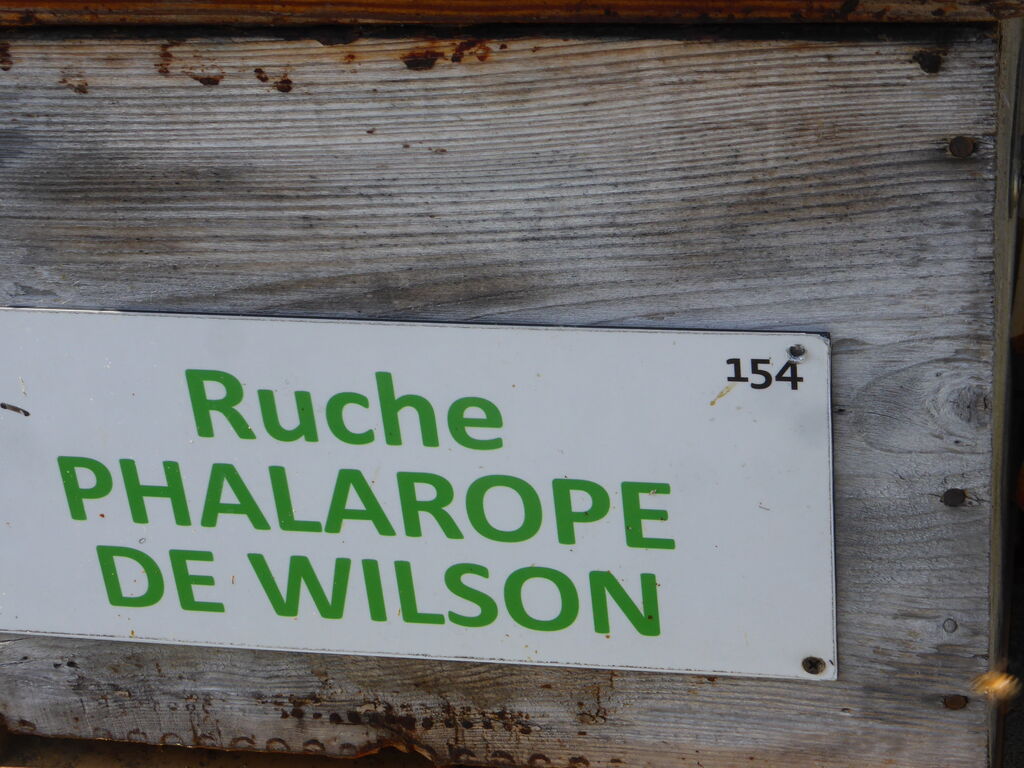 154
Ruche
PHALAROPE
DE WILSON